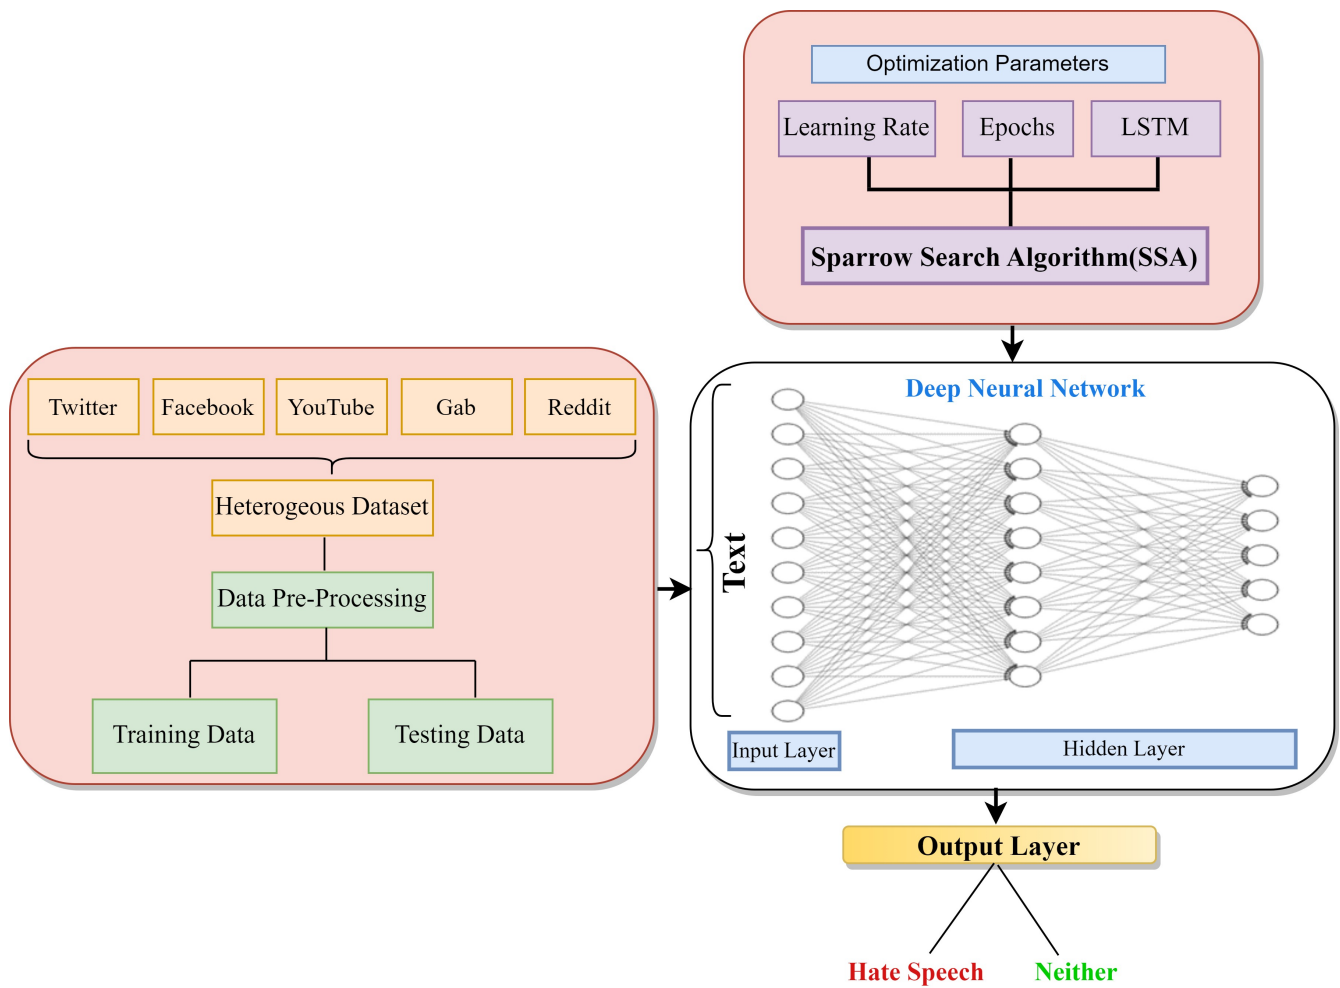 Optimization Parameters
Learning Rate
Epochs
LSTM
Sparrow Search Algorithm(SSA)
Twitter
Facebook
YouTube
Gab
Reddit
Heterogeous Dataset
Data Pre-Processing
Training Data
Testing Data
Deep Neural Network
Text
Input Layer
Hidden Layer
Output Layer
Hate Speech
Neither